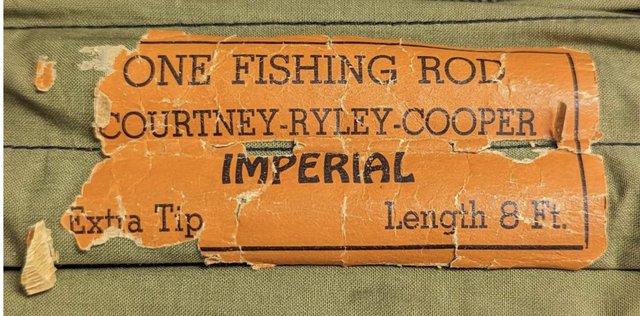 ONE FISHING ROD
COURTNEY-RYLEY-COOPER
IMPERIAL
Extra Tip Length 8 Ft.